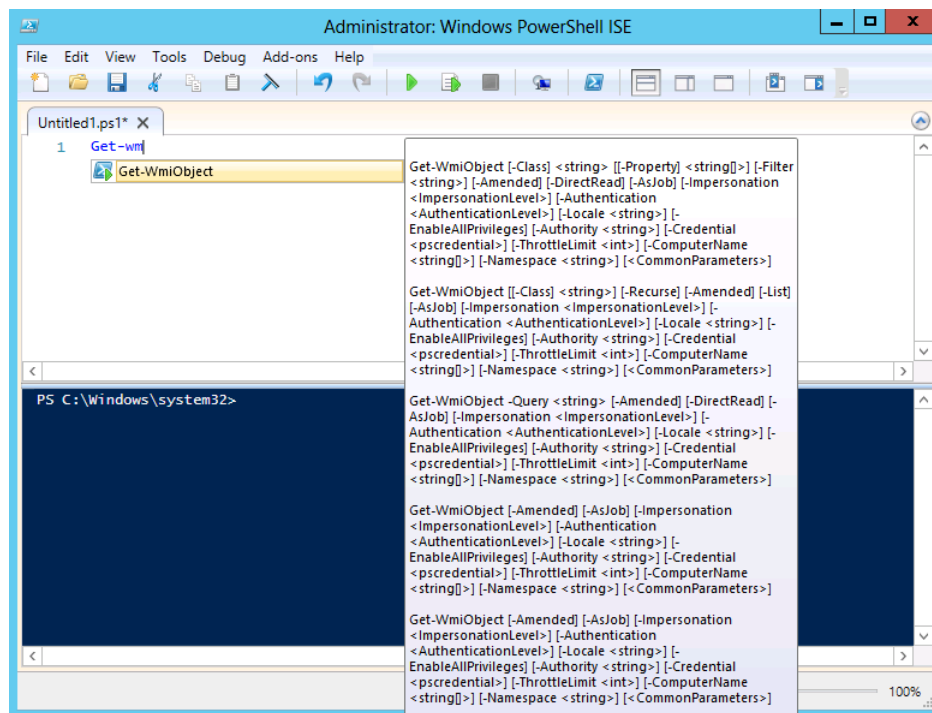 Administrator: Windows PowerShell ISE
File Edit View Tools Debug Add-ons Help
Untitled1.ps1* X
1 Get-wm
Get-WmiObject
Get-WmiObject [-Class] <string> [[-Property] <string[]>] [-Filter
<string>] [-Amended] [-DirectRead] [-AsJob] [-Impersonation
<ImpersonationLevel>] [-Authentication
<AuthenticationLevel>] [-Locale <string>] [-
EnableAllPrivileges] [-Authority <string>] [-Credential
<pscredential>] [-ThrottleLimit <int>] [-ComputerName
<string[]>] [-Namespace <string>] [<CommonParameters>]
Get-WmiObject [[-Class] <string>] [-Recurse] [-Amended] [-List]
[-AsJob] [-Impersonation <ImpersonationLevel>] [-
Authentication <AuthenticationLevel>] [-Locale <string>] [-
EnableAllPrivileges] [-Authority <string>] [-Credential
<pscredential>] [-ThrottleLimit <int>] [-ComputerName
<string[]>] [-Namespace <string>] [<CommonParameters>]
Get-WmiObject -Query <string> [-Amended] [-DirectRead] [-
AsJob] [-Impersonation <ImpersonationLevel>] [-
Authentication <AuthenticationLevel>] [-Locale <string>] [-
EnableAllPrivileges] [-Authority <string>] [-Credential
<pscredential>] [-ThrottleLimit <int>] [-ComputerName
<string[]>] [-Namespace <string>] [<CommonParameters>]
Get-WmiObject [-Amended] [-AsJob] [-Impersonation
<ImpersonationLevel>] [-Authentication
<AuthenticationLevel>] [-Locale <string>] [-
EnableAllPrivileges] [-Authority <string>] [-Credential
<pscredential>] [-ThrottleLimit <int>] [-ComputerName
<string[]>] [-Namespace <string>] [<CommonParameters>]
Get-WmiObject [-Amended] [-AsJob] [-Impersonation
<ImpersonationLevel>] [-Authentication
<AuthenticationLevel>] [-Locale <string>] [-
EnableAllPrivileges] [-Authority <string>] [-Credential
<pscredential>] [-ThrottleLimit <int>] [-ComputerName
<string[]>] [-Namespace <string>] [<CommonParameters>]
PS C:\Windows\system32>
100%